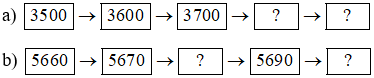 a) 3500 → 3600 → 3700 → ? → ?
b) 5660 → 5670 → ? → 5690 → ?